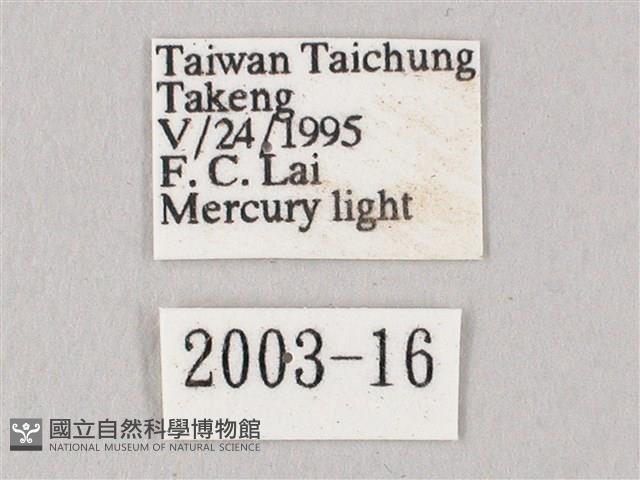 Taiwan Taichung
Takeng
V/24/1995
F. C. Lai
Mercury light
2003-16
國立自然科學博物館
NATIONAL MUSEUM OF NATURAL SCIENCE